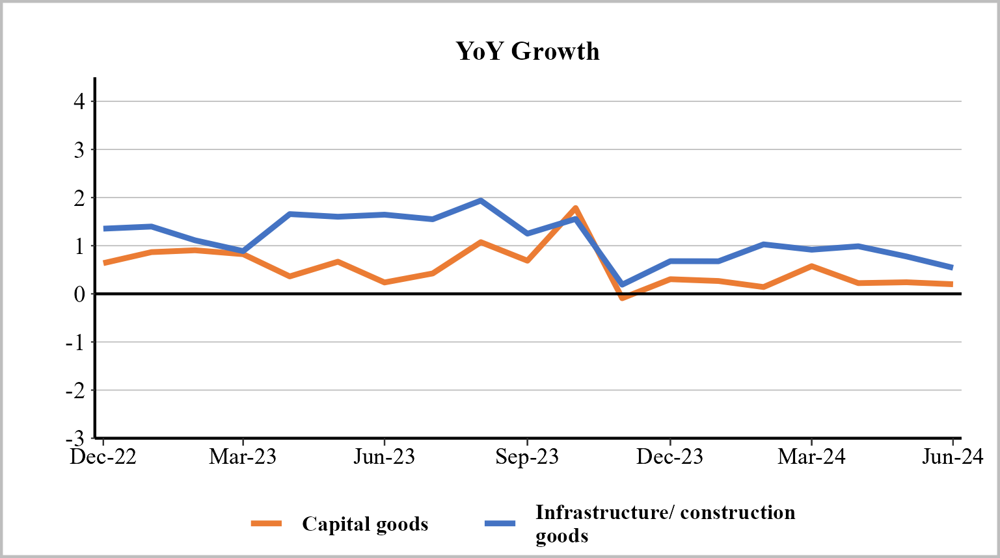 YoY Growth
4
3
2
1
0
-1
-2
-3
Dec-22 Mar-23 Jun-23 Sep-23 Dec-23 Mar-24 Jun-24
Capital goods
Infrastructure/ construction
goods